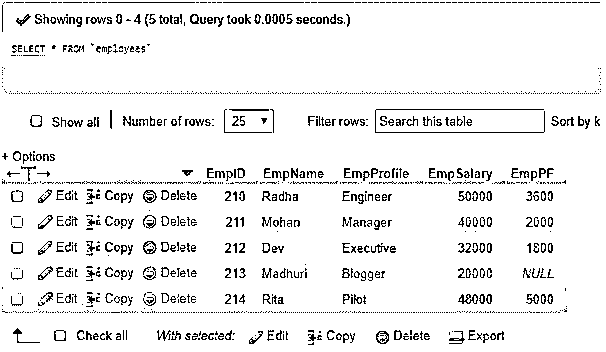 Showing rows 0 - 4 (5 total, Query took 0.0005 seconds.)
SELECT * FROM `employees`
Show all | Number of rows: 25 Filter rows: Search this table Sort by k
+ Options
←T→ EmpID EmpName EmpProfile EmpSalary EmpPF
Edit Copy Delete 210 Radha Engineer 50000 3600
Edit Copy Delete 211 Mohan Manager 40000 2000
Edit Copy Delete 212 Dev Executive 32000 1800
Edit Copy Delete 213 Madhuri Blogger 20000 NULL
Edit Copy Delete 214 Rita Pilot 48000 5000
Check all With selected: Edit Copy Delete Export